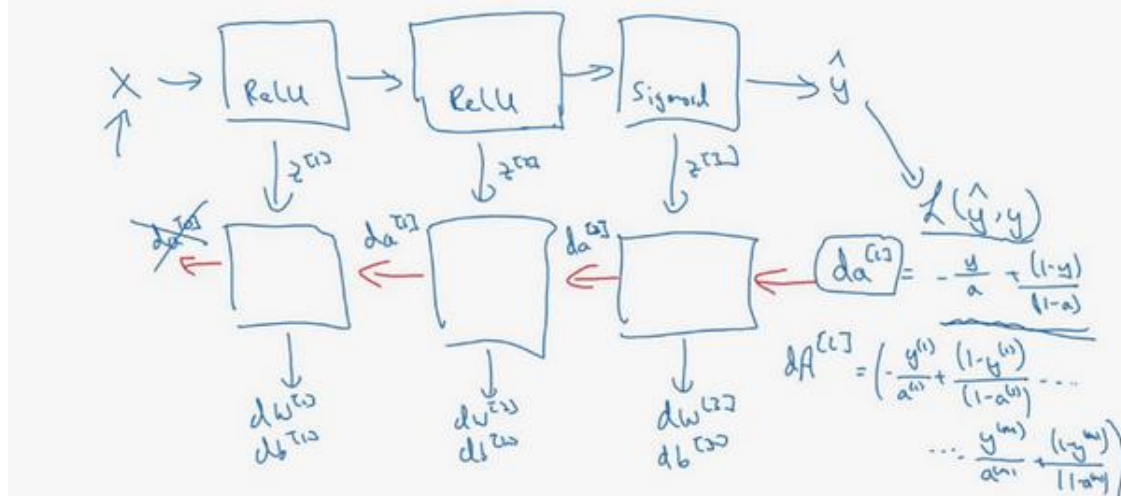 X → ReLU → ReLU → Sigmoid → ŷ
z^[1] z^[2] z^[3]
L(ŷ,y)
da^[0] da^[1] da^[2] da^[L] = -y/a + (1-y)/(1-a)
dA^[L] = (-y^(1)/a^(1) + (1-y^(1))/(1-a^(1)) ....
dW^[1] dW^[2] dW^[3]
db^[1] db^[2] db^[3]
... -y^(m)/a^(m) + (1-y^(m))/(1-a^(m)))